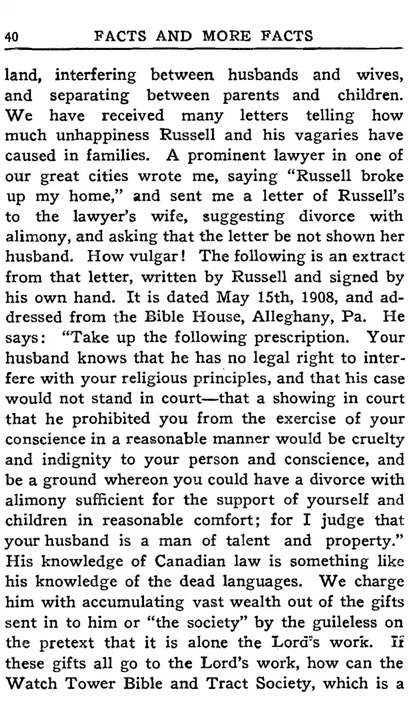 40 FACTS AND MORE FACTS
land, interfering between husbands and wives,
and separating between parents and children.
We have received many letters telling how
much unhappiness Russell and his vagaries have
caused in families. A prominent lawyer in one of
our great cities wrote me, saying “Russell broke
up my home,” and sent me a letter of Russell’s
to the lawyer’s wife, suggesting divorce with
alimony, and asking that the letter be not shown her
husband. How vulgar! The following is an extract
from that letter, written by Russell and signed by
his own hand. It is dated May 15th, 1908, and ad-
dressed from the Bible House, Alleghany, Pa. He
says: “Take up the following prescription. Your
husband knows that he has no legal right to inter-
fere with your religious principles, and that his case
would not stand in court—that a showing in court
that he prohibited you from the exercise of your
conscience in a reasonable manner would be cruelty
and indignity to your person and conscience, and
be a ground whereon you could have a divorce with
alimony sufficient for the support of yourself and
children in reasonable comfort; for I judge that
your husband is a man of talent and property.”
His knowledge of Canadian law is something like
his knowledge of the dead languages. We charge
him with accumulating vast wealth out of the gifts
sent in to him or “the society” by the guileless on
the pretext that it is alone the Lord’s work. If
these gifts all go to the Lord’s work, how can the
Watch Tower Bible and Tract Society, which is a